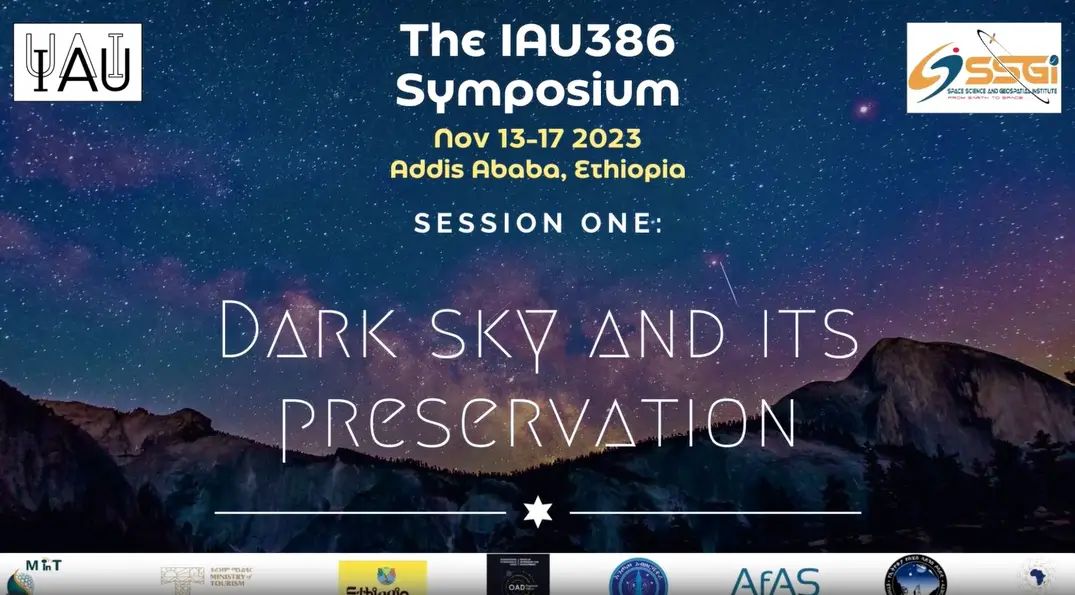 IAU
The IAU386
Symposium
Nov 13-17 2023
Addis Ababa, Ethiopia
SSGI
SPACE SCIENCE AND GEOSPATIAL INSTITUTE
FROM EARTH TO SPACE
SESSION ONE:
DARK SKY AND ITS
PRESERVATION
MInT
MINISTRY OF
TOURISM
Ethiopia
OAD
AfAS